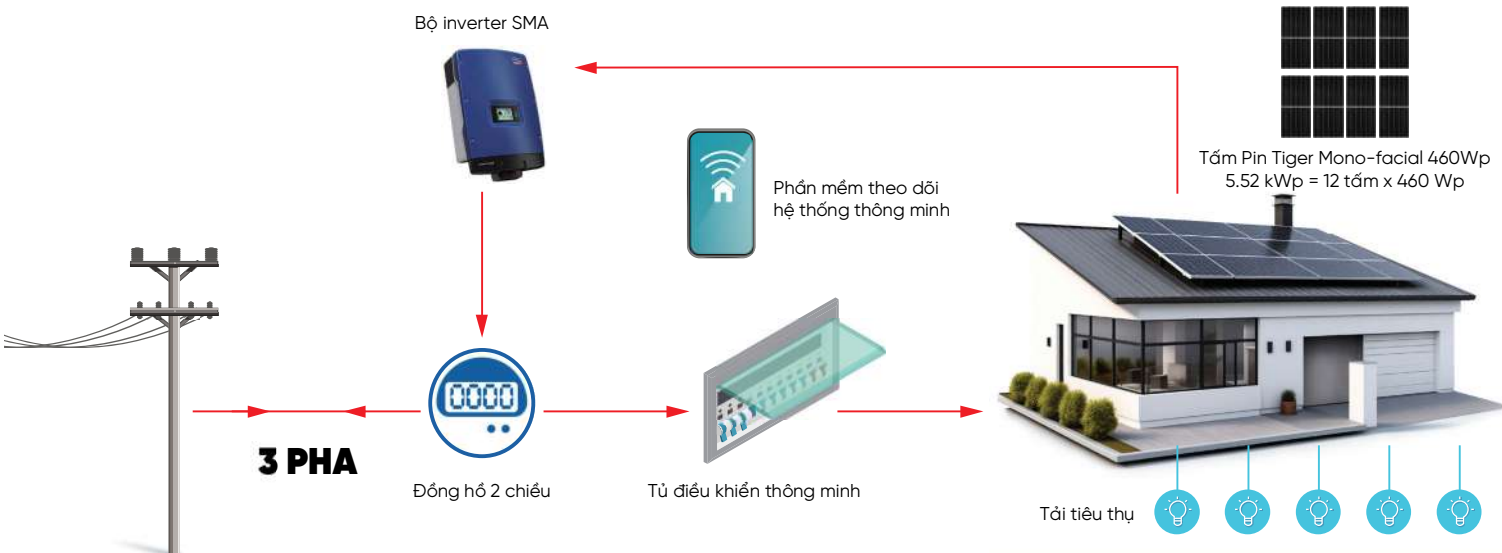 Bộ inverter SMA
Tấm Pin Tiger Mono-facial 460Wp
5.52 kWp = 12 tấm x 460 Wp
Phần mềm theo dõi
hệ thống thông minh
0000
3 PHA
Đồng hồ 2 chiều
Tủ điều khiển thông minh
Tải tiêu thụ